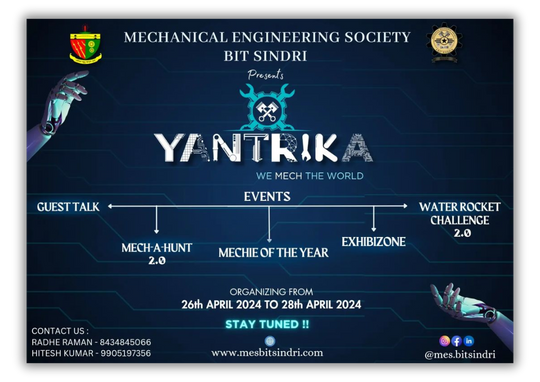 MECHANICAL ENGINEERING SOCIETY
BIT SINDRI
Presents
YANTRIKA
WE MECH THE WORLD
EVENTS
GUEST TALK
WATER ROCKET
CHALLENGE
2.0
MECH-A-HUNT
2.0
MECHIE OF THE YEAR
EXHIBIZONE
ORGANIZING FROM
26th APRIL 2024 TO 28th APRIL 2024
STAY TUNED !!
CONTACT US :
RADHE RAMAN - 8434845066
HITESH KUMAR - 9905197356
www.mesbitsindri.com
@mes.bitsindri